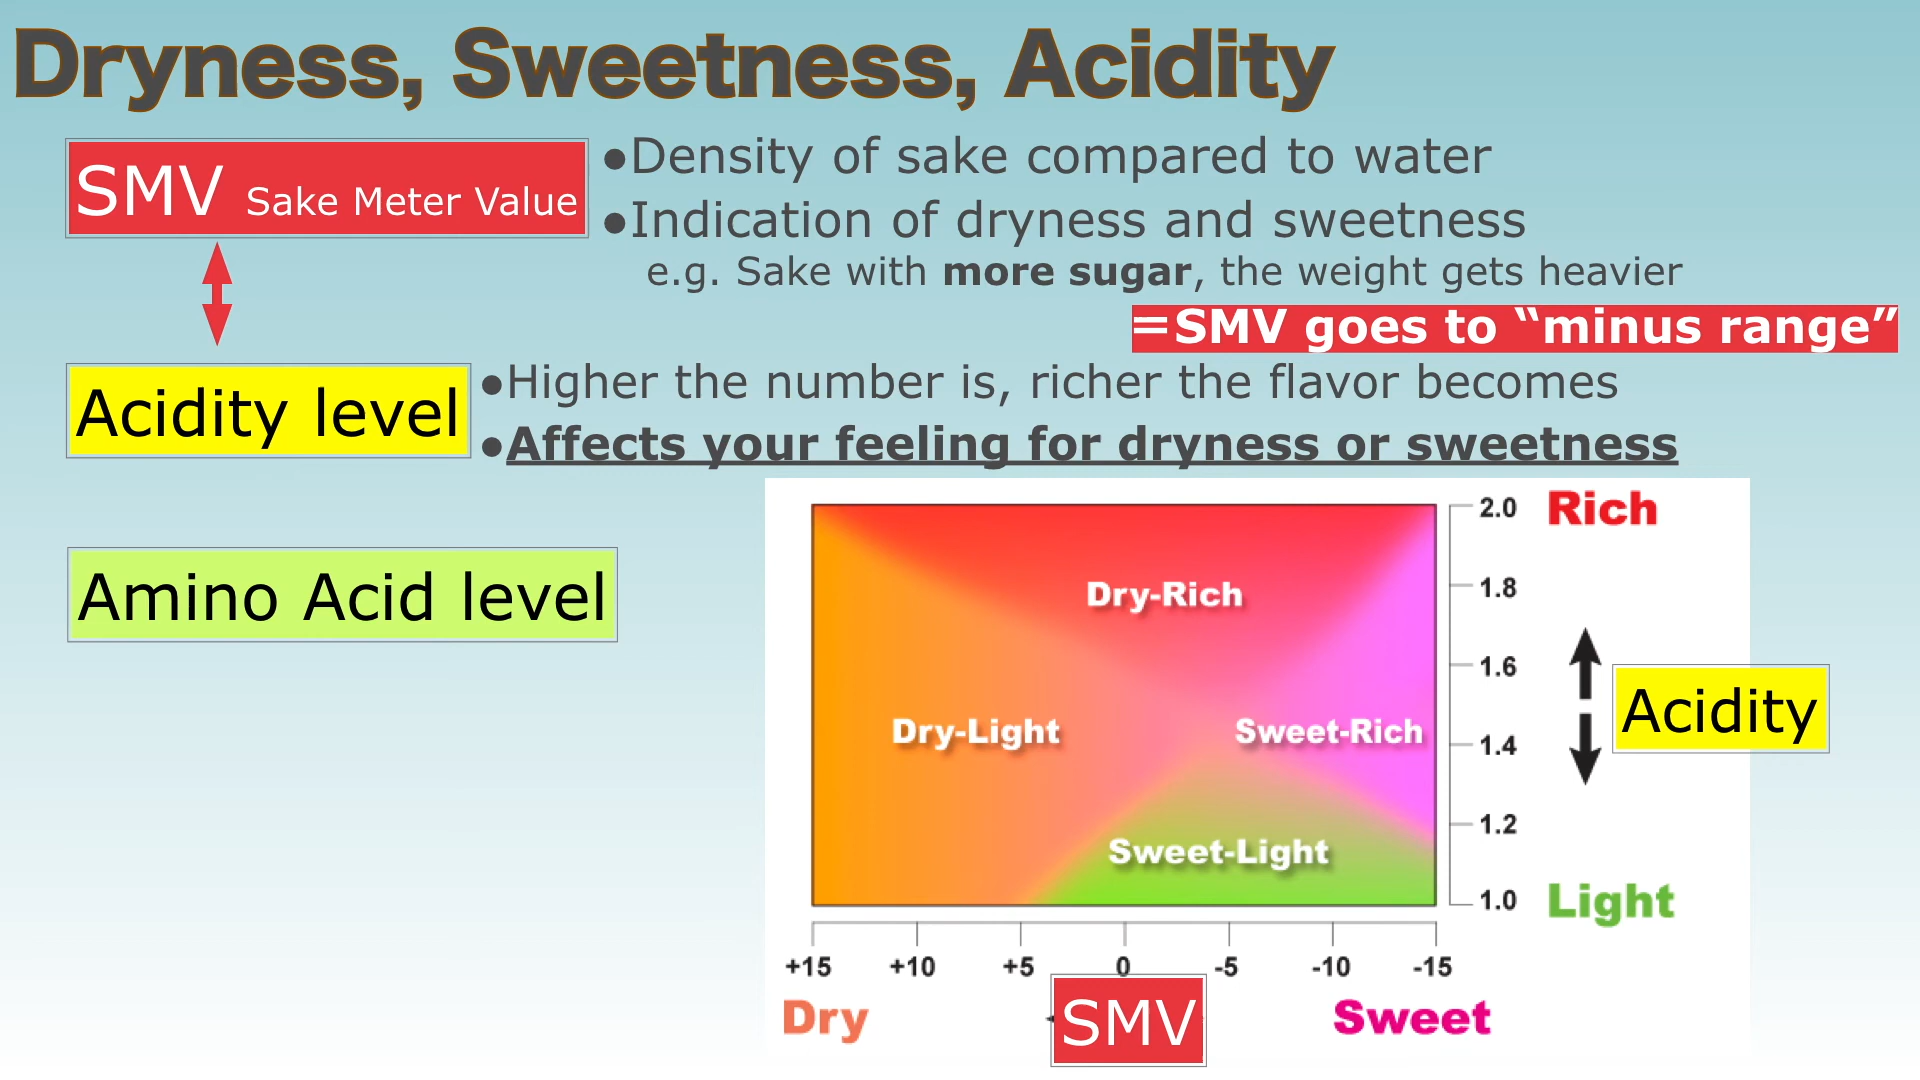 Dryness, Sweetness, Acidity
SMV Sake Meter Value
●Density of sake compared to water
●Indication of dryness and sweetness
e.g. Sake with more sugar, the weight gets heavier
=SMV goes to “minus range”
Acidity level
●Higher the number is, richer the flavor becomes
●Affects your feeling for dryness or sweetness
Amino Acid level
2.0 Rich
1.8
1.6
1.4
1.2
1.0 Light
Acidity
Dry-Rich
Dry-Light
Sweet-Rich
Sweet-Light
+15 +10 +5 0 -5 -10 -15
Dry SMV Sweet